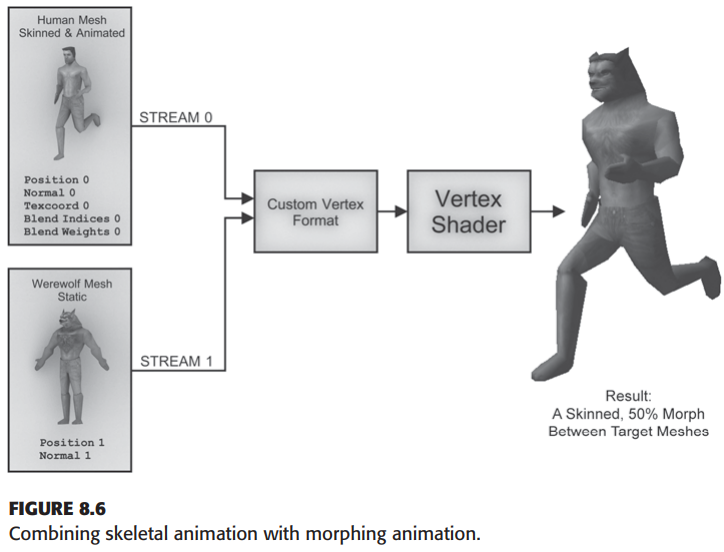 Human Mesh
Skinned & Animated
Position 0
Normal 0
Texcoord 0
Blend Indices 0
Blend Weights 0
STREAM 0
Custom Vertex
Format
Vertex
Shader
Werewolf Mesh
Static
Position 1
Normal 1
STREAM 1
Result:
A Skinned, 50% Morph
Between Target Meshes
FIGURE 8.6
Combining skeletal animation with morphing animation.